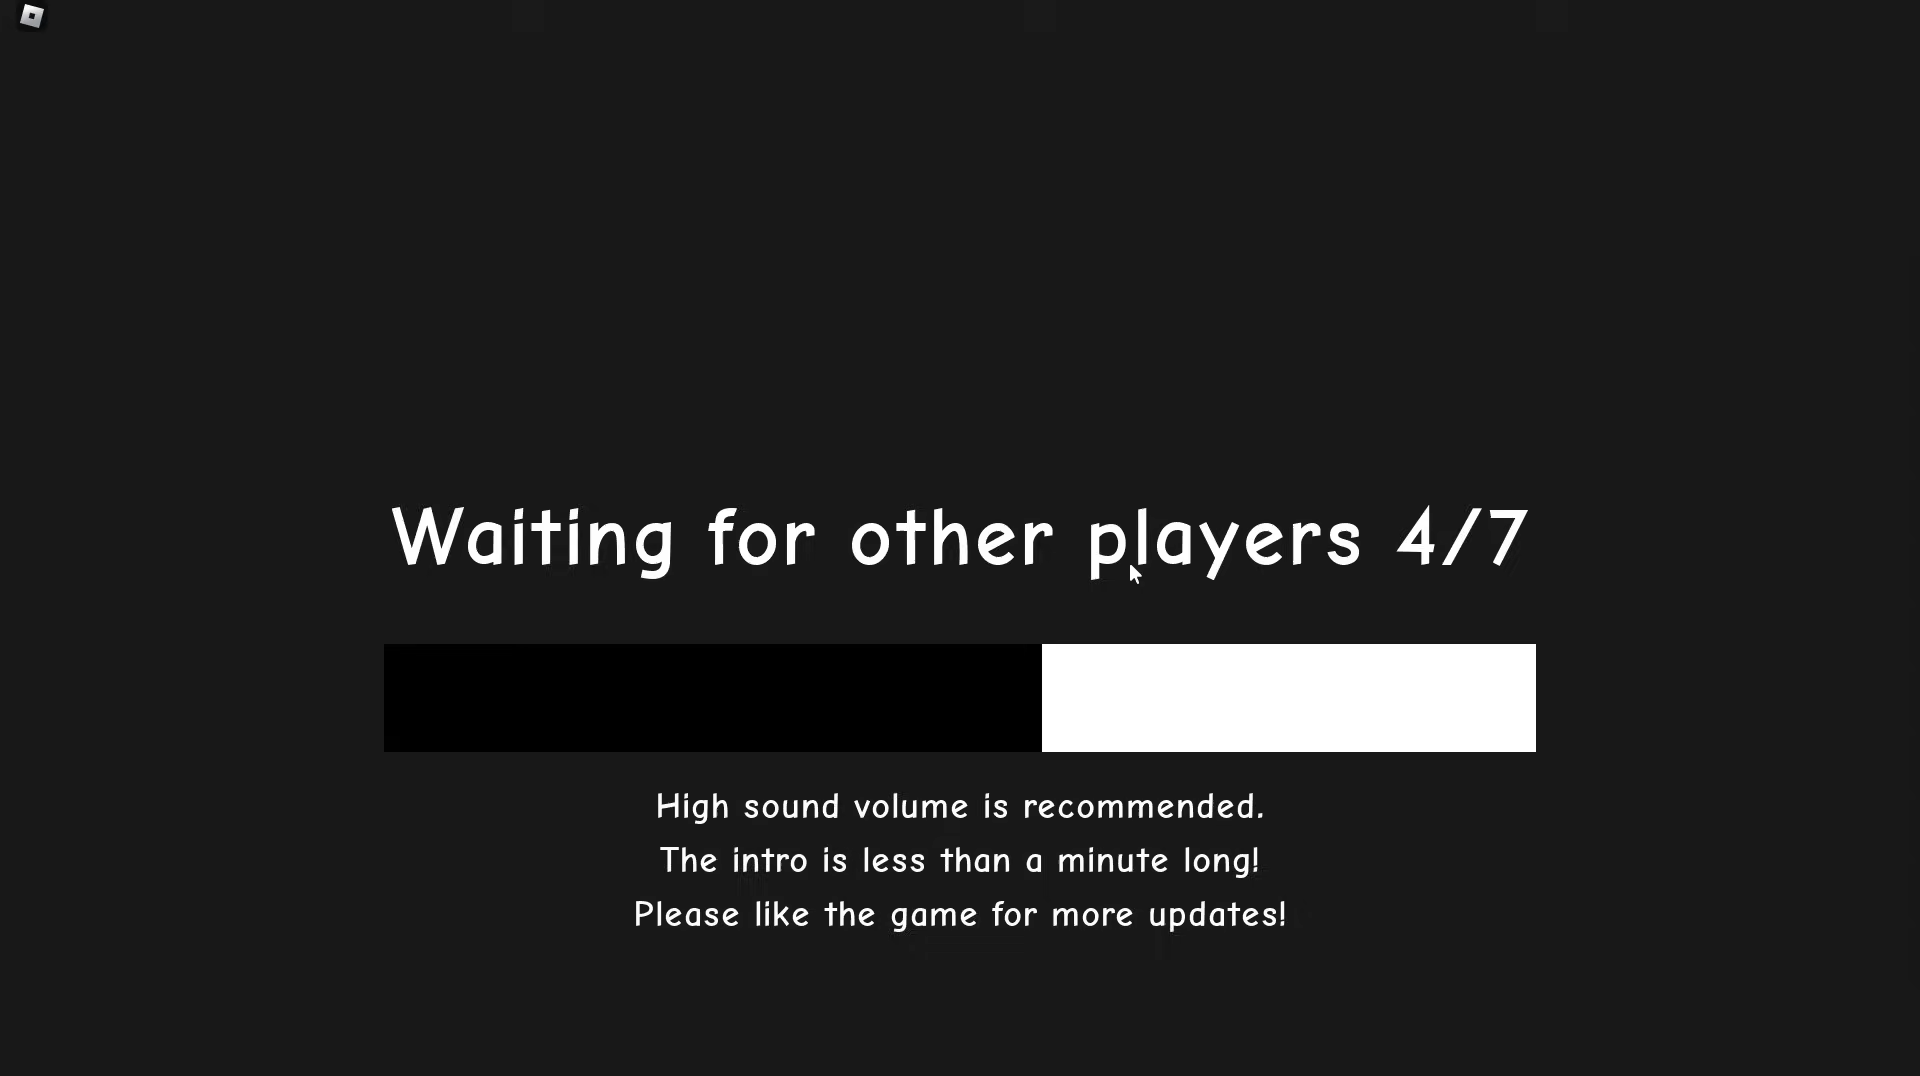 Waiting for other players 4/7
High sound volume is recommended.
The intro is less than a minute long!
Please like the game for more updates!